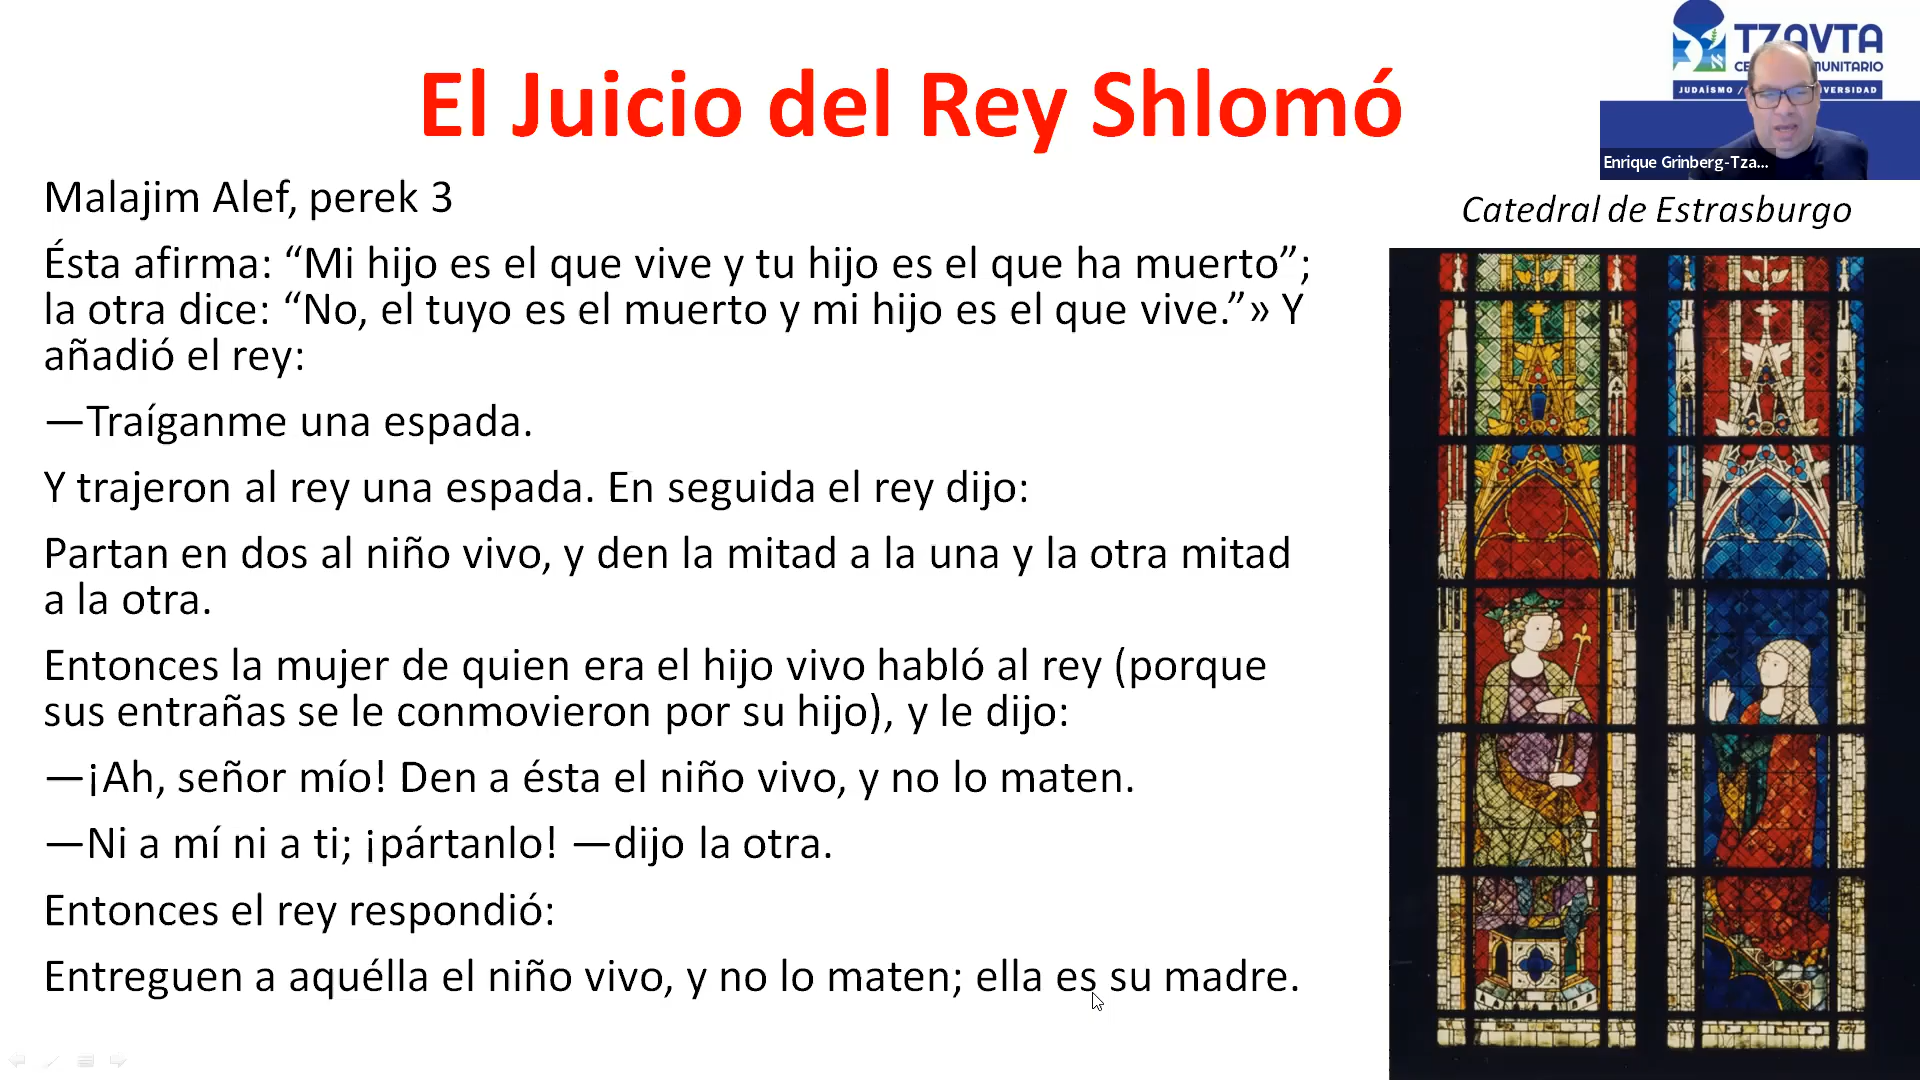 El Juicio del Rey Shlomó
TZAVTA
JUDAÍSMO /
Enrique Grinberg-Tza...
Malajim Alef, perek 3
Catedral de Estrasburgo
Ésta afirma: “Mi hijo es el que vive y tu hijo es el que ha muerto”;
la otra dice: “No, el tuyo es el muerto y mi hijo es el que vive.”» Y
añadió el rey:
—Traíganme una espada.
Y trajeron al rey una espada. En seguida el rey dijo:
Partan en dos al niño vivo, y den la mitad a la una y la otra mitad
a la otra.
Entonces la mujer de quien era el hijo vivo habló al rey (porque
sus entrañas se le conmovieron por su hijo), y le dijo:
—¡Ah, señor mío! Den a ésta el niño vivo, y no lo maten.
—Ni a mí ni a ti; ¡pártanlo! —dijo la otra.
Entonces el rey respondió:
Entreguen a aquélla el niño vivo, y no lo maten; ella es su madre.